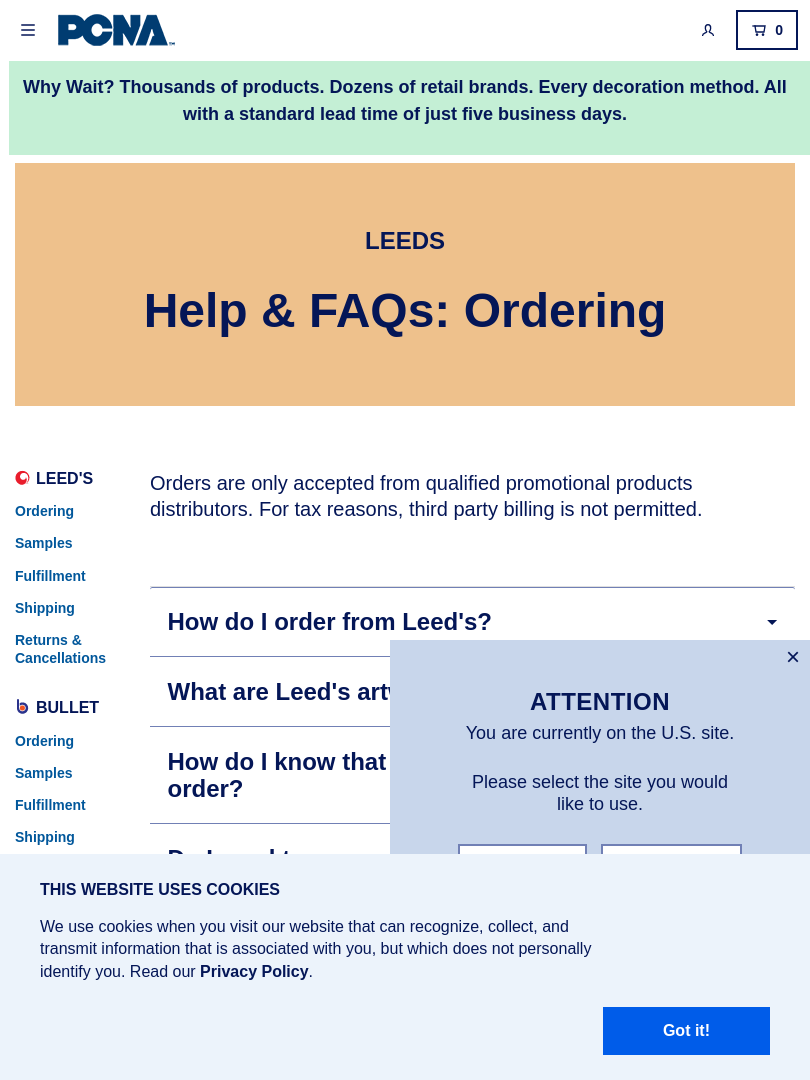 PCNA
0
Why Wait? Thousands of products. Dozens of retail brands. Every decoration method. All
with a standard lead time of just five business days.
LEEDS
Help & FAQs: Ordering
LEED'S
Ordering
Samples
Fulfillment
Shipping
Returns &
Cancellations
BULLET
Ordering
Samples
Fulfillment
Shipping
Orders are only accepted from qualified promotional products
distributors. For tax reasons, third party billing is not permitted.
How do I order from Leed's?
What are Leed's
How do I know that
order?
ATTENTION
You are currently on the U.S. site.
Please select the site you would
like to use.
THIS WEBSITE USES COOKIES
We use cookies when you visit our website that can recognize, collect, and
transmit information that is associated with you, but which does not personally
identify you. Read our Privacy Policy.
Got it!